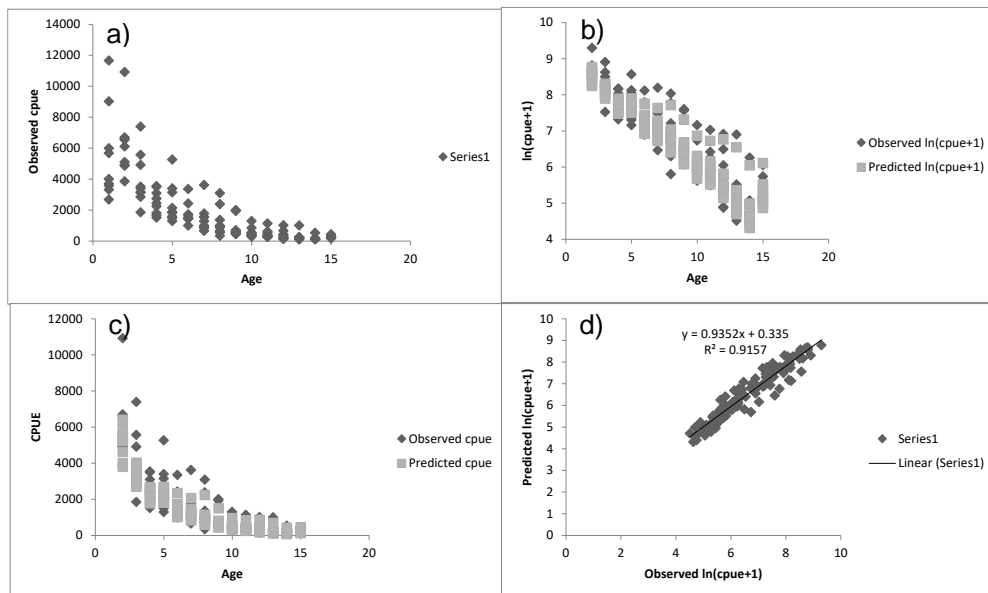 a)
14000
12000
10000
8000
6000
4000
2000
0
Observed cpue
0 5 10 15 20
Age
Series1
b)
10
9
8
7
6
5
4
ln(cpue+1)
0 5 10 15 20
Age
Observed ln(cpue+1)
Predicted ln(cpue+1)
c)
12000
10000
8000
6000
4000
2000
0
CPUE
0 5 10 15 20
Age
Observed cpue
Predicted cpue
d)
y = 0.9352x + 0.335
R² = 0.9157
10
9
8
7
6
5
4
3
2
1
0
Predicted ln(cpue+1)
0 2 4 6 8 10
Observed ln(cpue+1)
Series1
Linear (Series1)